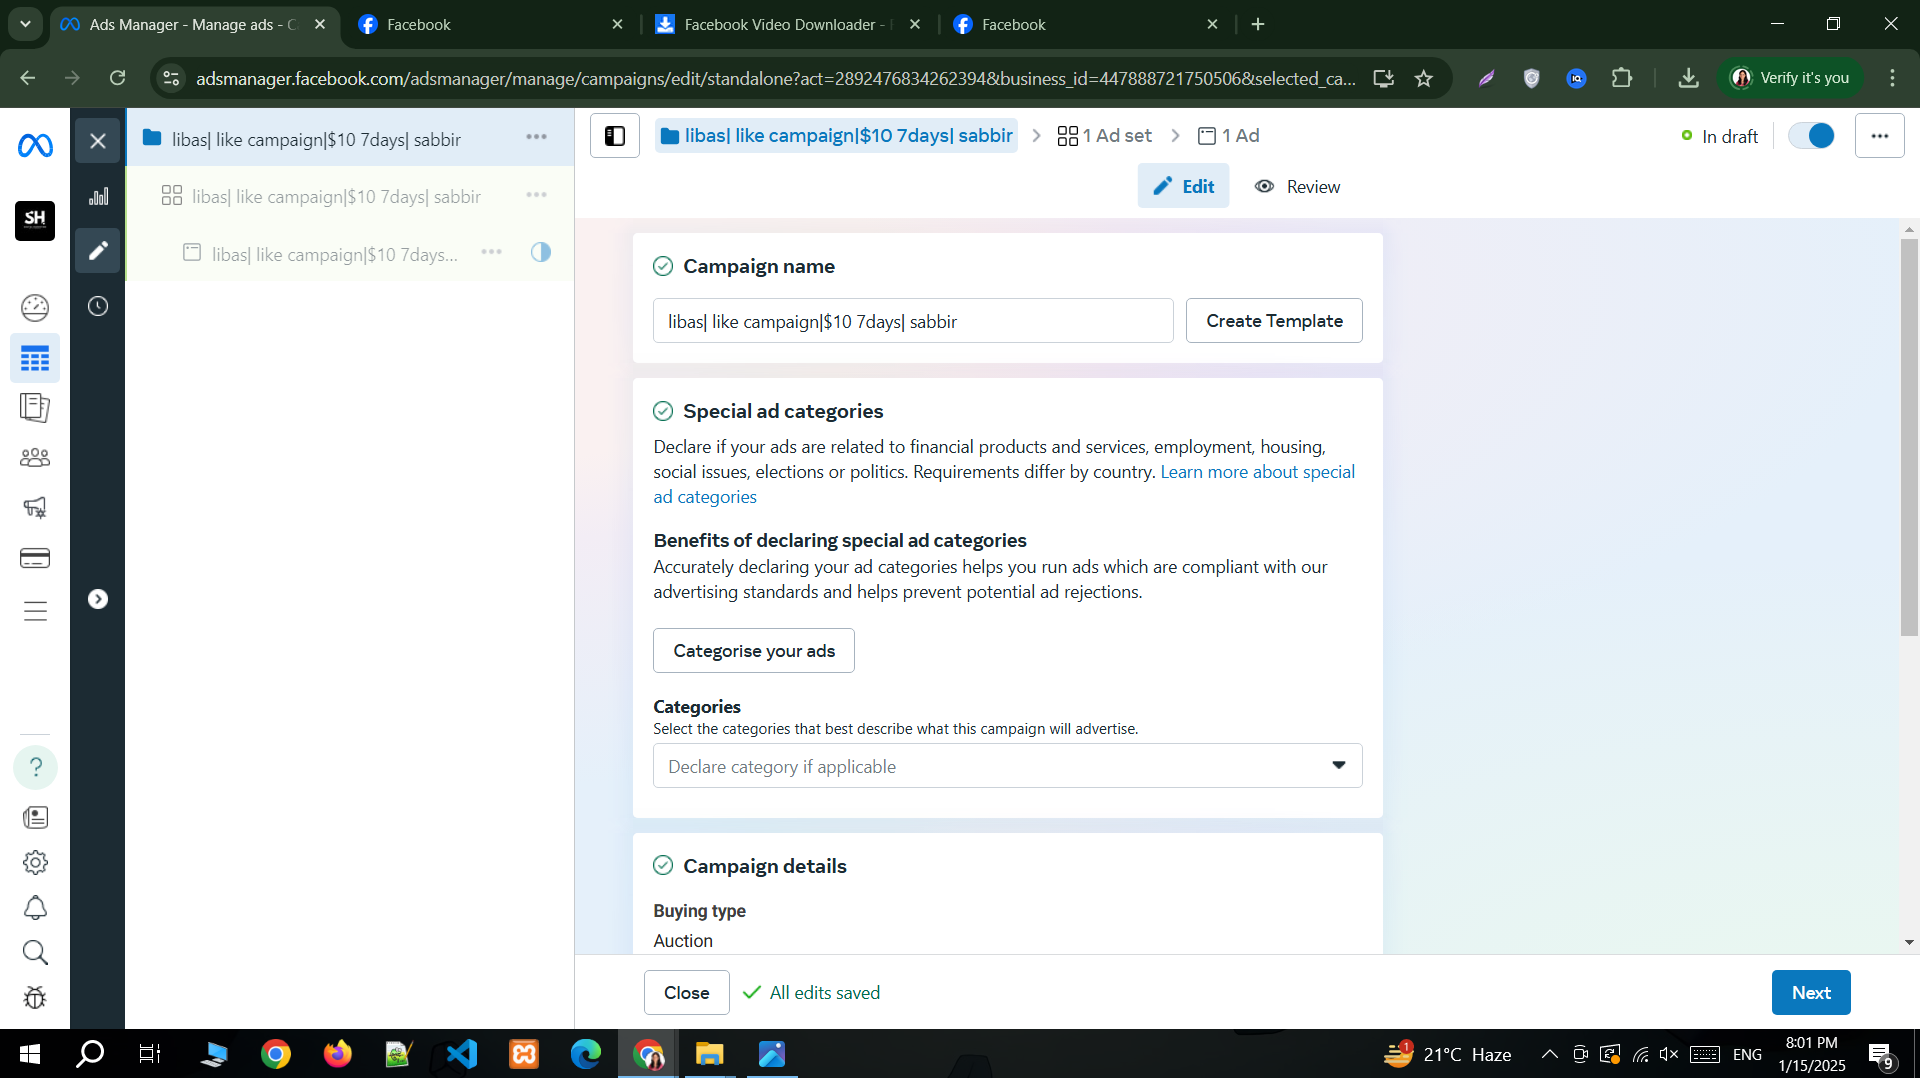 Ads Manager - Manage ads - C
Facebook
Facebook Video Downloader -
Facebook
adsmanager.facebook.com/adsmanager/manage/campaigns/edit/standalone?act=2892476834262394&business_id=447888721750506&selected_ca...
Verify it's you
libas| like campaign|$10 7days| sabbir
libas| like campaign|$10 7days| sabbir
1 Ad set
1 Ad
In draft
Edit
Review
libas| like campaign|$10 7days| sabbir
SH
libas| like campaign|$10 7days...
Campaign name
libas| like campaign|$10 7days| sabbir
Create Template
Special ad categories
Declare if your ads are related to financial products and services, employment, housing,
social issues, elections or politics. Requirements differ by country. Learn more about special
ad categories
Benefits of declaring special ad categories
Accurately declaring your ad categories helps you run ads which are compliant with our
advertising standards and helps prevent potential ad rejections.
Categorise your ads
Categories
Select the categories that best describe what this campaign will advertise.
Declare category if applicable
Campaign details
Buying type
Auction
Close
All edits saved
Next
1
21°C Haze
ENG
8:01 PM
1/15/2025
9